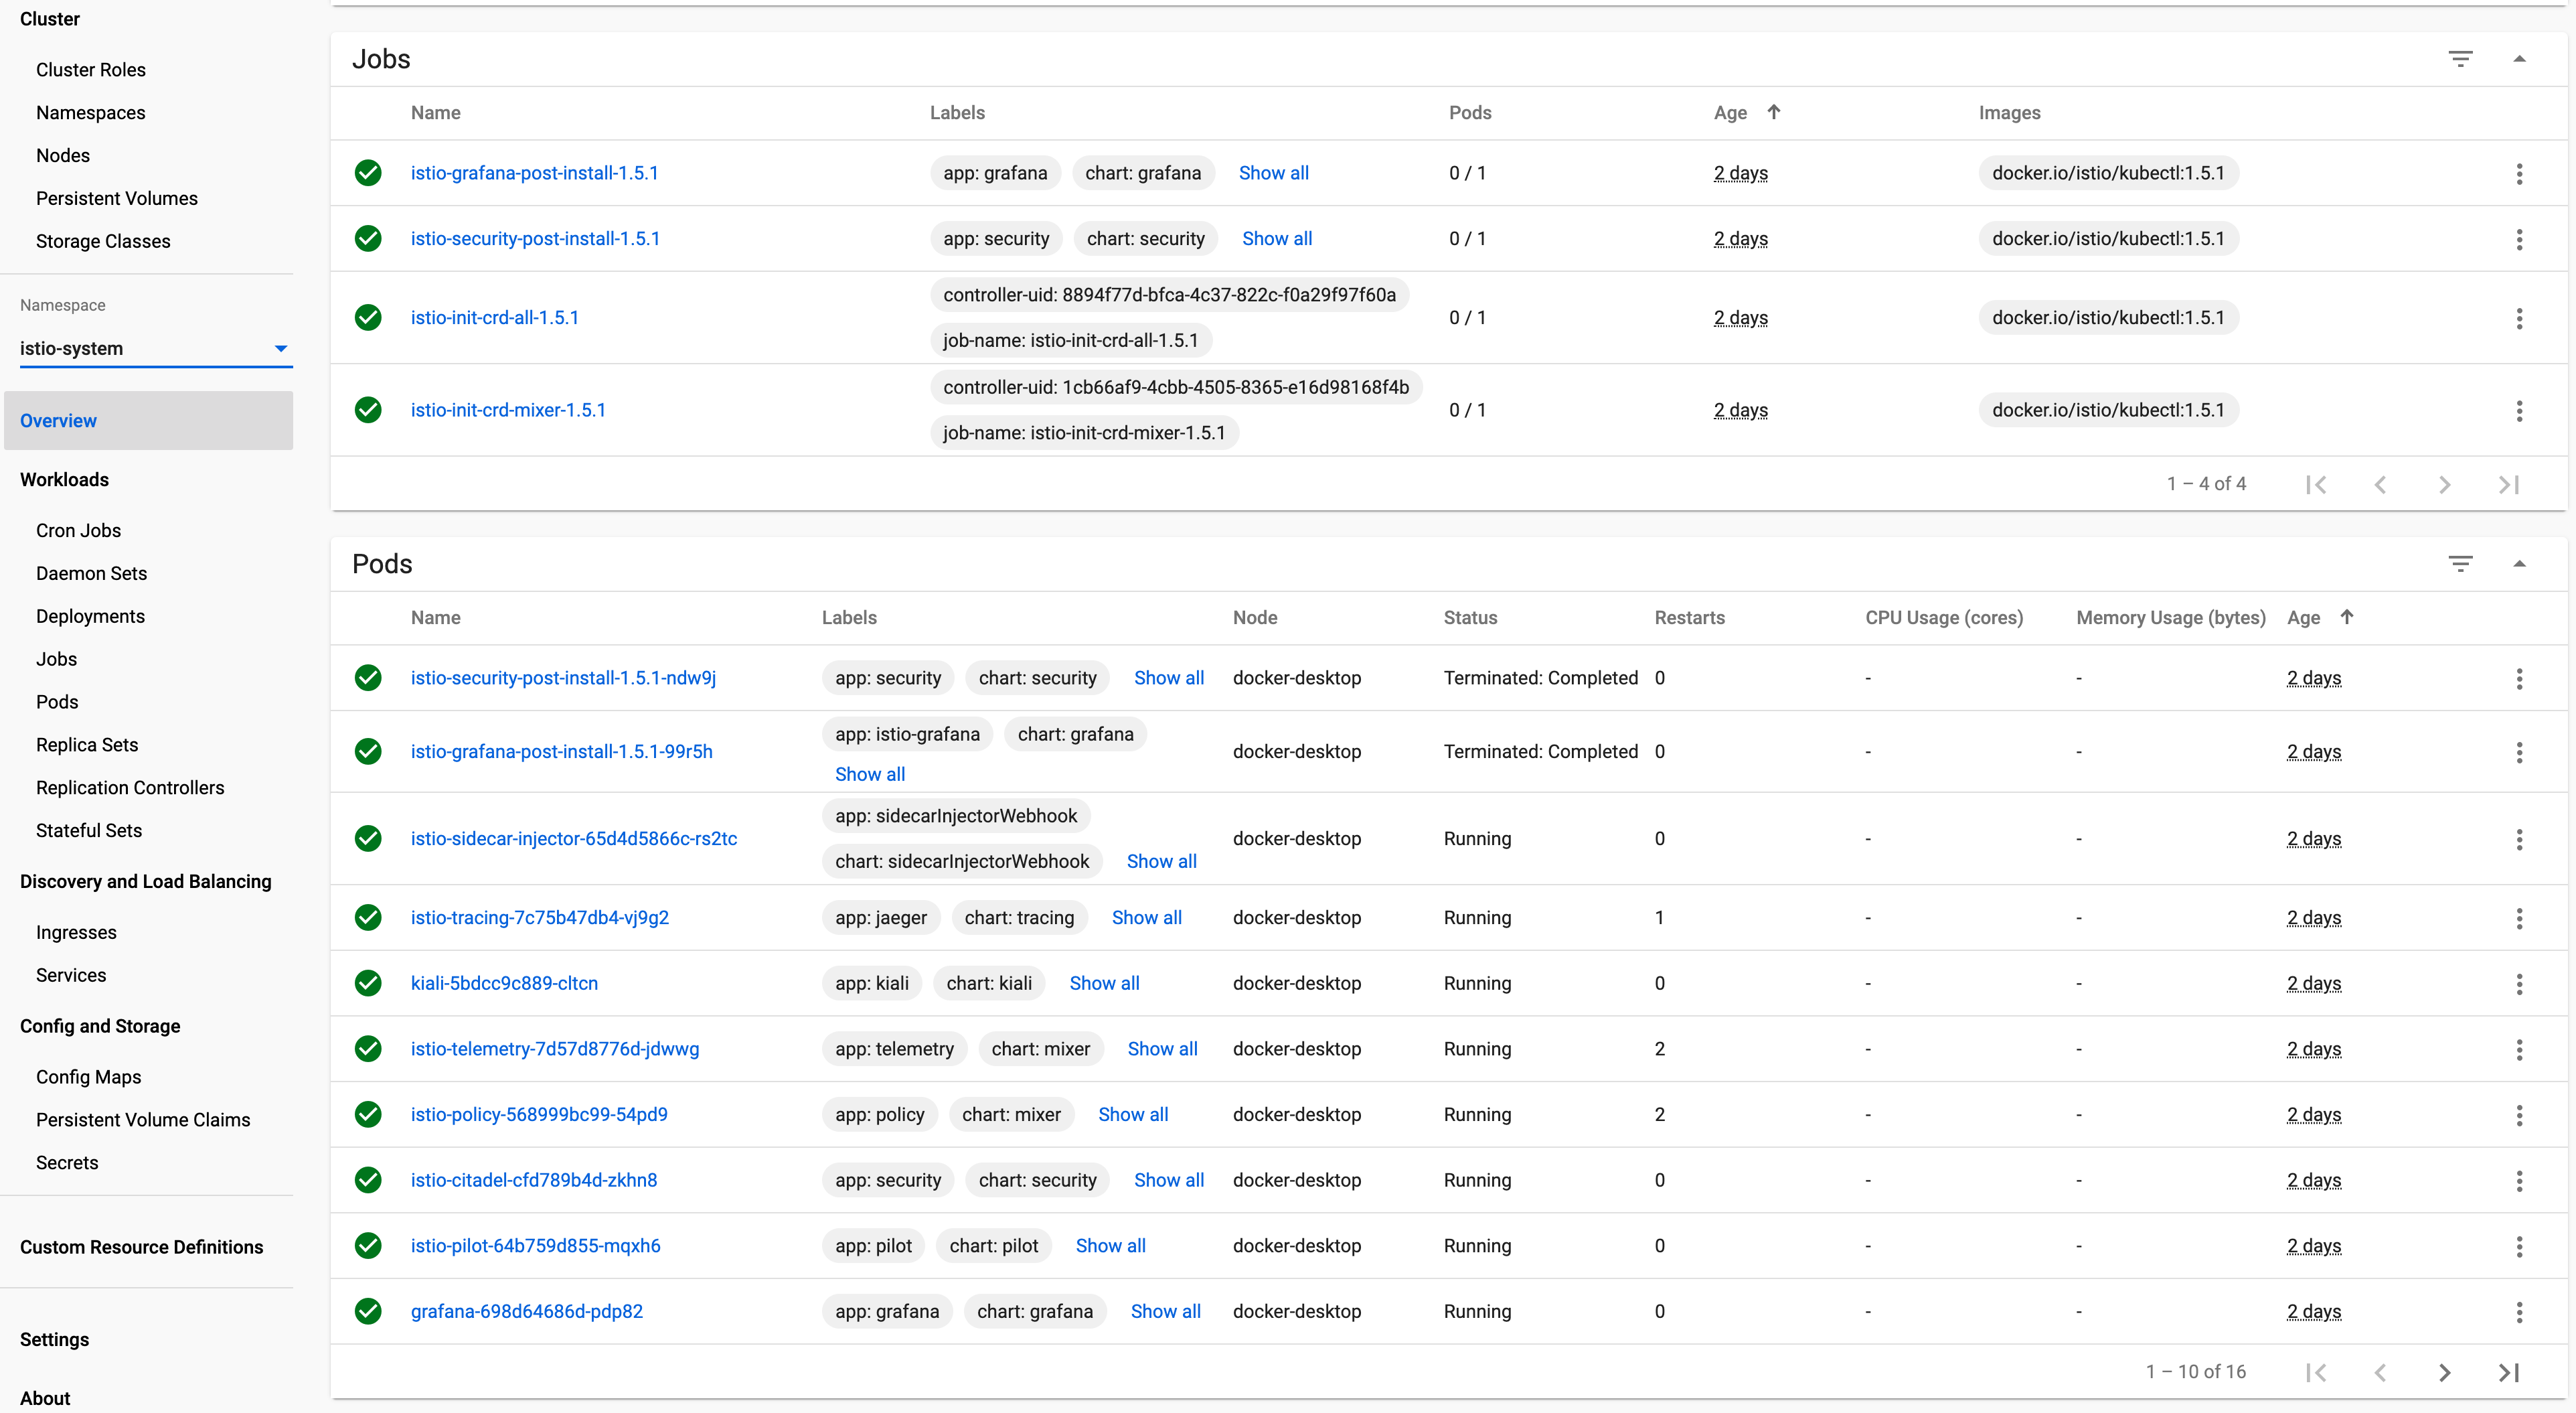 Cluster
Cluster Roles
Namespaces
Nodes
Persistent Volumes
Storage Classes
Namespace
istio-system
Overview
Workloads
Cron Jobs
Daemon Sets
Deployments
Jobs
Pods
Replica Sets
Replication Controllers
Stateful Sets
Discovery and Load Balancing
Ingresses
Services
Config and Storage
Config Maps
Persistent Volume Claims
Secrets
Custom Resource Definitions
Settings
About
Jobs
Name Labels Pods Age Images
istio-grafana-post-install-1.5.1 app: grafana chart: grafana Show all 0 / 1 2 days docker.io/istio/kubectl:1.5.1
istio-security-post-install-1.5.1 app: security chart: security Show all 0 / 1 2 days docker.io/istio/kubectl:1.5.1
controller-uid: 8894f77d-bfca-4c37-822c-f0a29f97f60a
istio-init-crd-all-1.5.1 0 / 1 2 days docker.io/istio/kubectl:1.5.1
job-name: istio-init-crd-all-1.5.1
controller-uid: 1cb66af9-4cbb-4505-8365-e16d98168f4b
istio-init-crd-mixer-1.5.1 0 / 1 2 days docker.io/istio/kubectl:1.5.1
job-name: istio-init-crd-mixer-1.5.1
1 – 4 of 4
Pods
Name Labels Node Status Restarts CPU Usage (cores) Memory Usage (bytes) Age
istio-security-post-install-1.5.1-ndw9j app: security chart: security Show all docker-desktop Terminated: Completed 0 - - 2 days
app: istio-grafana chart: grafana
istio-grafana-post-install-1.5.1-99r5h docker-desktop Terminated: Completed 0 - - 2 days
Show all
app: sidecarInjectorWebhook
istio-sidecar-injector-65d4d5866c-rs2tc docker-desktop Running 0 - - 2 days
chart: sidecarInjectorWebhook Show all
istio-tracing-7c75b47db4-vj9g2 app: jaeger chart: tracing Show all docker-desktop Running 1 - - 2 days
kiali-5bdcc9c889-cltcn app: kiali chart: kiali Show all docker-desktop Running 0 - - 2 days
istio-telemetry-7d57d8776d-jdwwg app: telemetry chart: mixer Show all docker-desktop Running 2 - - 2 days
istio-policy-568999bc99-54pd9 app: policy chart: mixer Show all docker-desktop Running 2 - - 2 days
istio-citadel-cfd789b4d-zkhn8 app: security chart: security Show all docker-desktop Running 0 - - 2 days
istio-pilot-64b759d855-mqxh6 app: pilot chart: pilot Show all docker-desktop Running 0 - - 2 days
grafana-698d64686d-pdp82 app: grafana chart: grafana Show all docker-desktop Running 0 - - 2 days
1 – 10 of 16